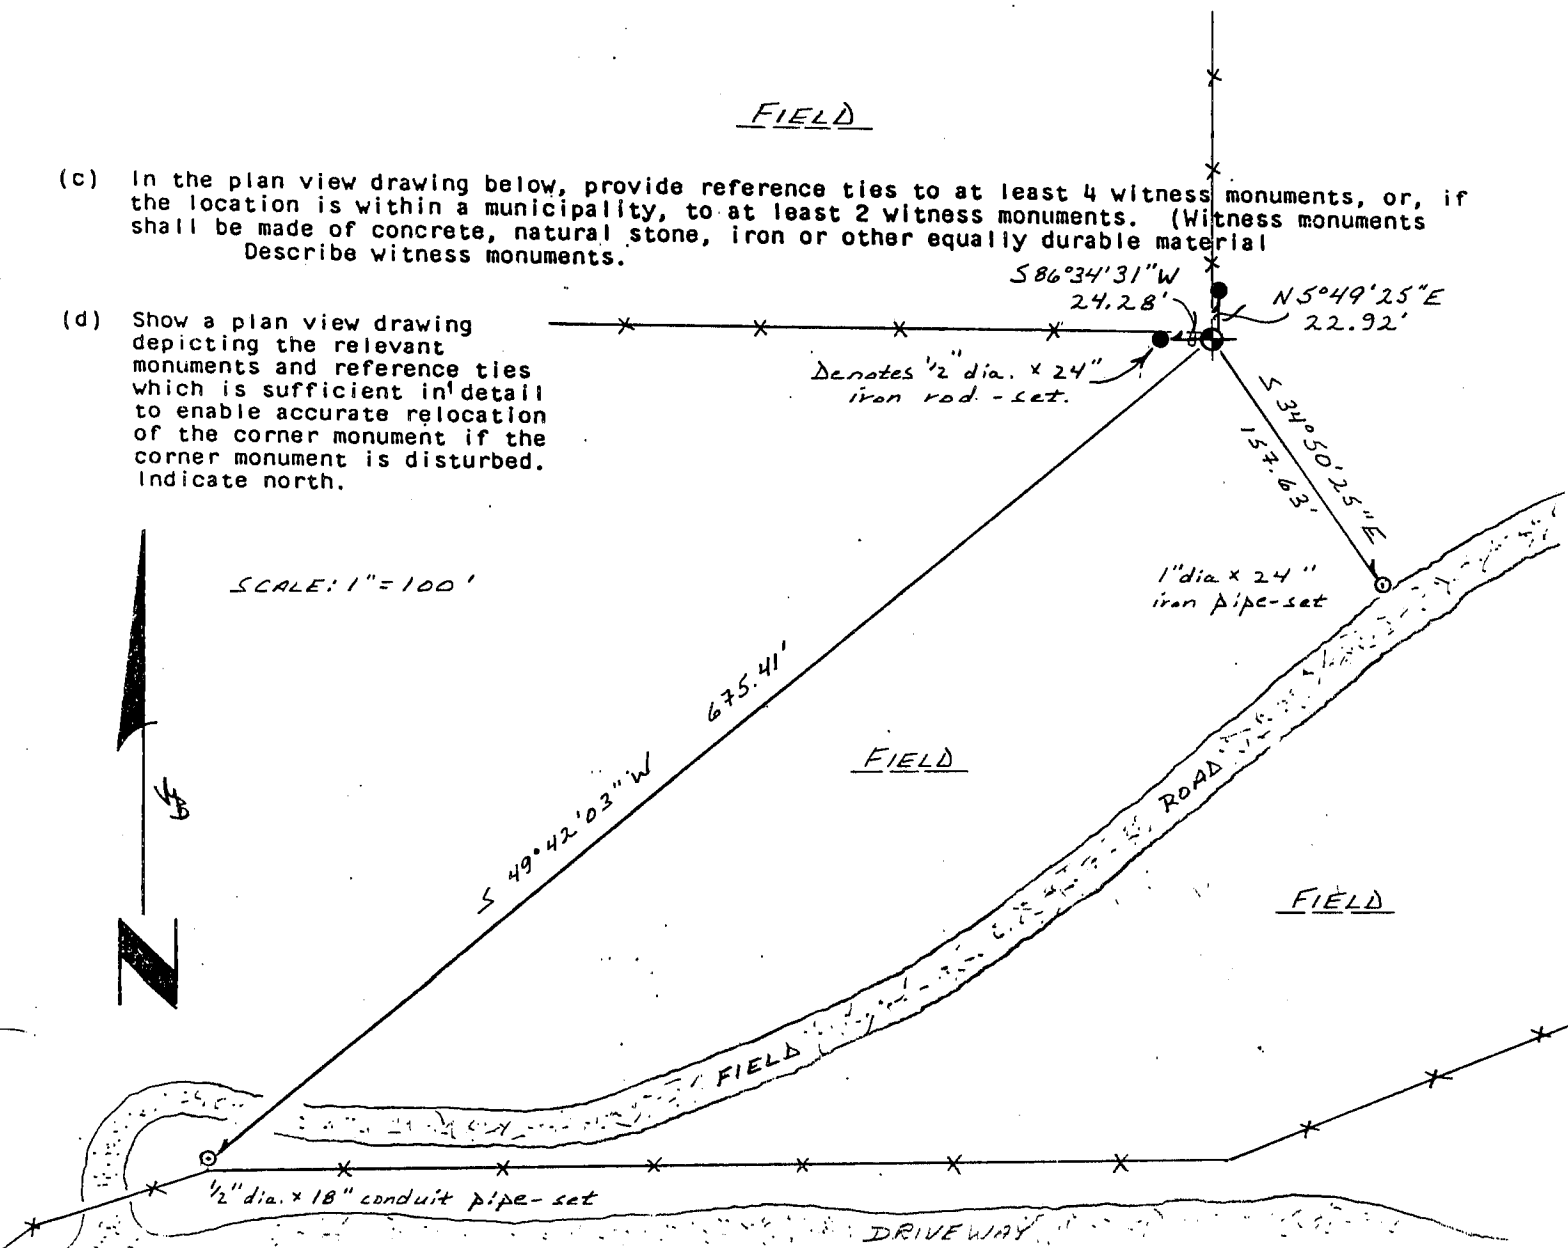 FIELD
(c) In the plan view drawing below, provide reference ties to at least 4 witness monuments, or, if
the location is within a municipality, to at least 2 witness monuments. (Witness monuments
shall be made of concrete, natural stone, iron or other equally durable material
Describe witness monuments.
S 86°34'31" W
24.28'
N 5°49'25" E
22.92'
(d) Show a plan view drawing
depicting the relevant
monuments and reference ties
which is sufficient in detail
to enable accurate relocation
of the corner monument if the
corner monument is disturbed.
Indicate north.
Denotes 1/2" dia. x 24"
iron rod. - set.
S 34°50'25" E
157.63'
SCALE: 1" = 100'
1" dia x 24"
iron pipe-set
675.41'
S 49°42'03" W
FIELD
ROAD
FIELD
N
FIELD
1/2" dia. x 18" conduit pipe-set
DRIVEWAY